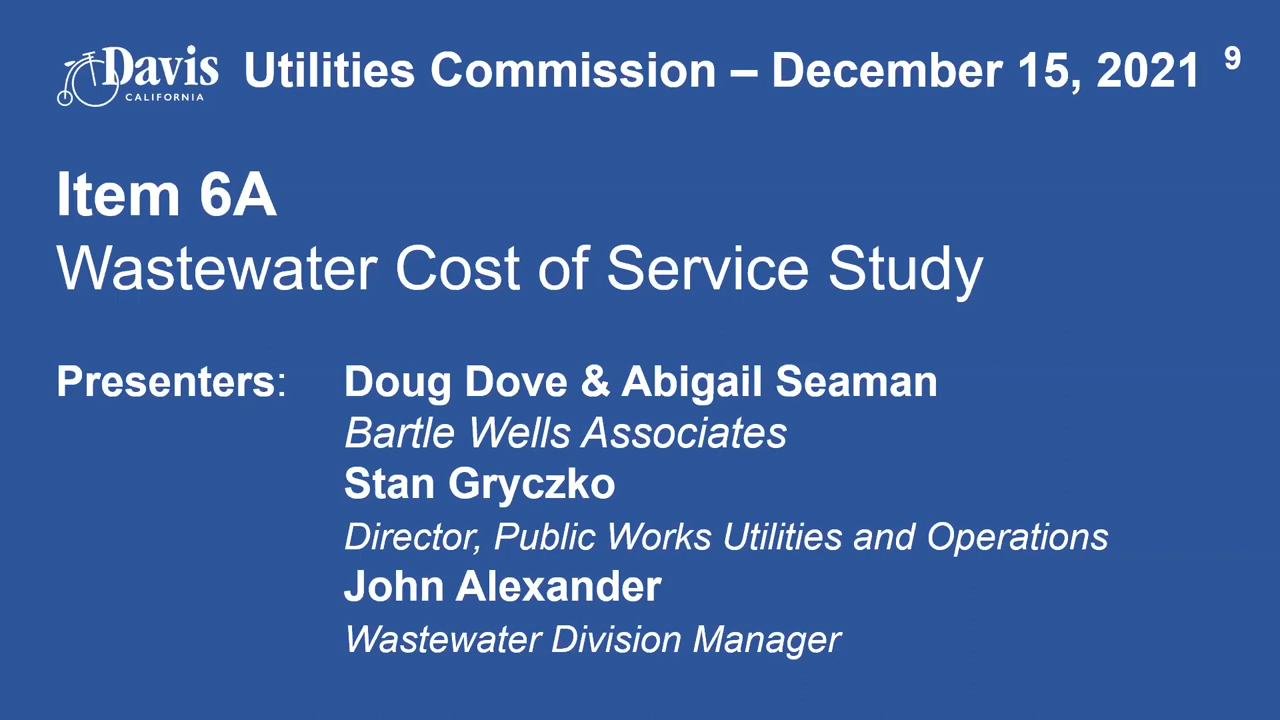 Davis
CALIFORNIA
Utilities Commission – December 15, 2021
9
Item 6A
Wastewater Cost of Service Study
Presenters: Doug Dove & Abigail Seaman
Bartle Wells Associates
Stan Gryczko
Director, Public Works Utilities and Operations
John Alexander
Wastewater Division Manager